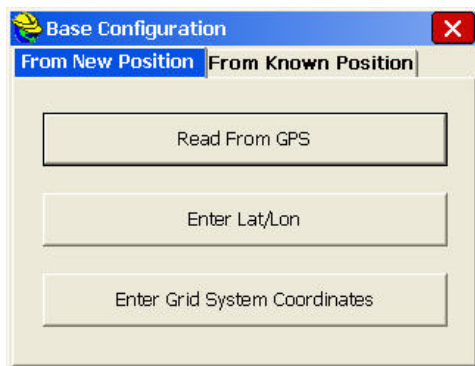 Base Configuration
From New Position From Known Position
Read From GPS
Enter Lat/Lon
Enter Grid System Coordinates